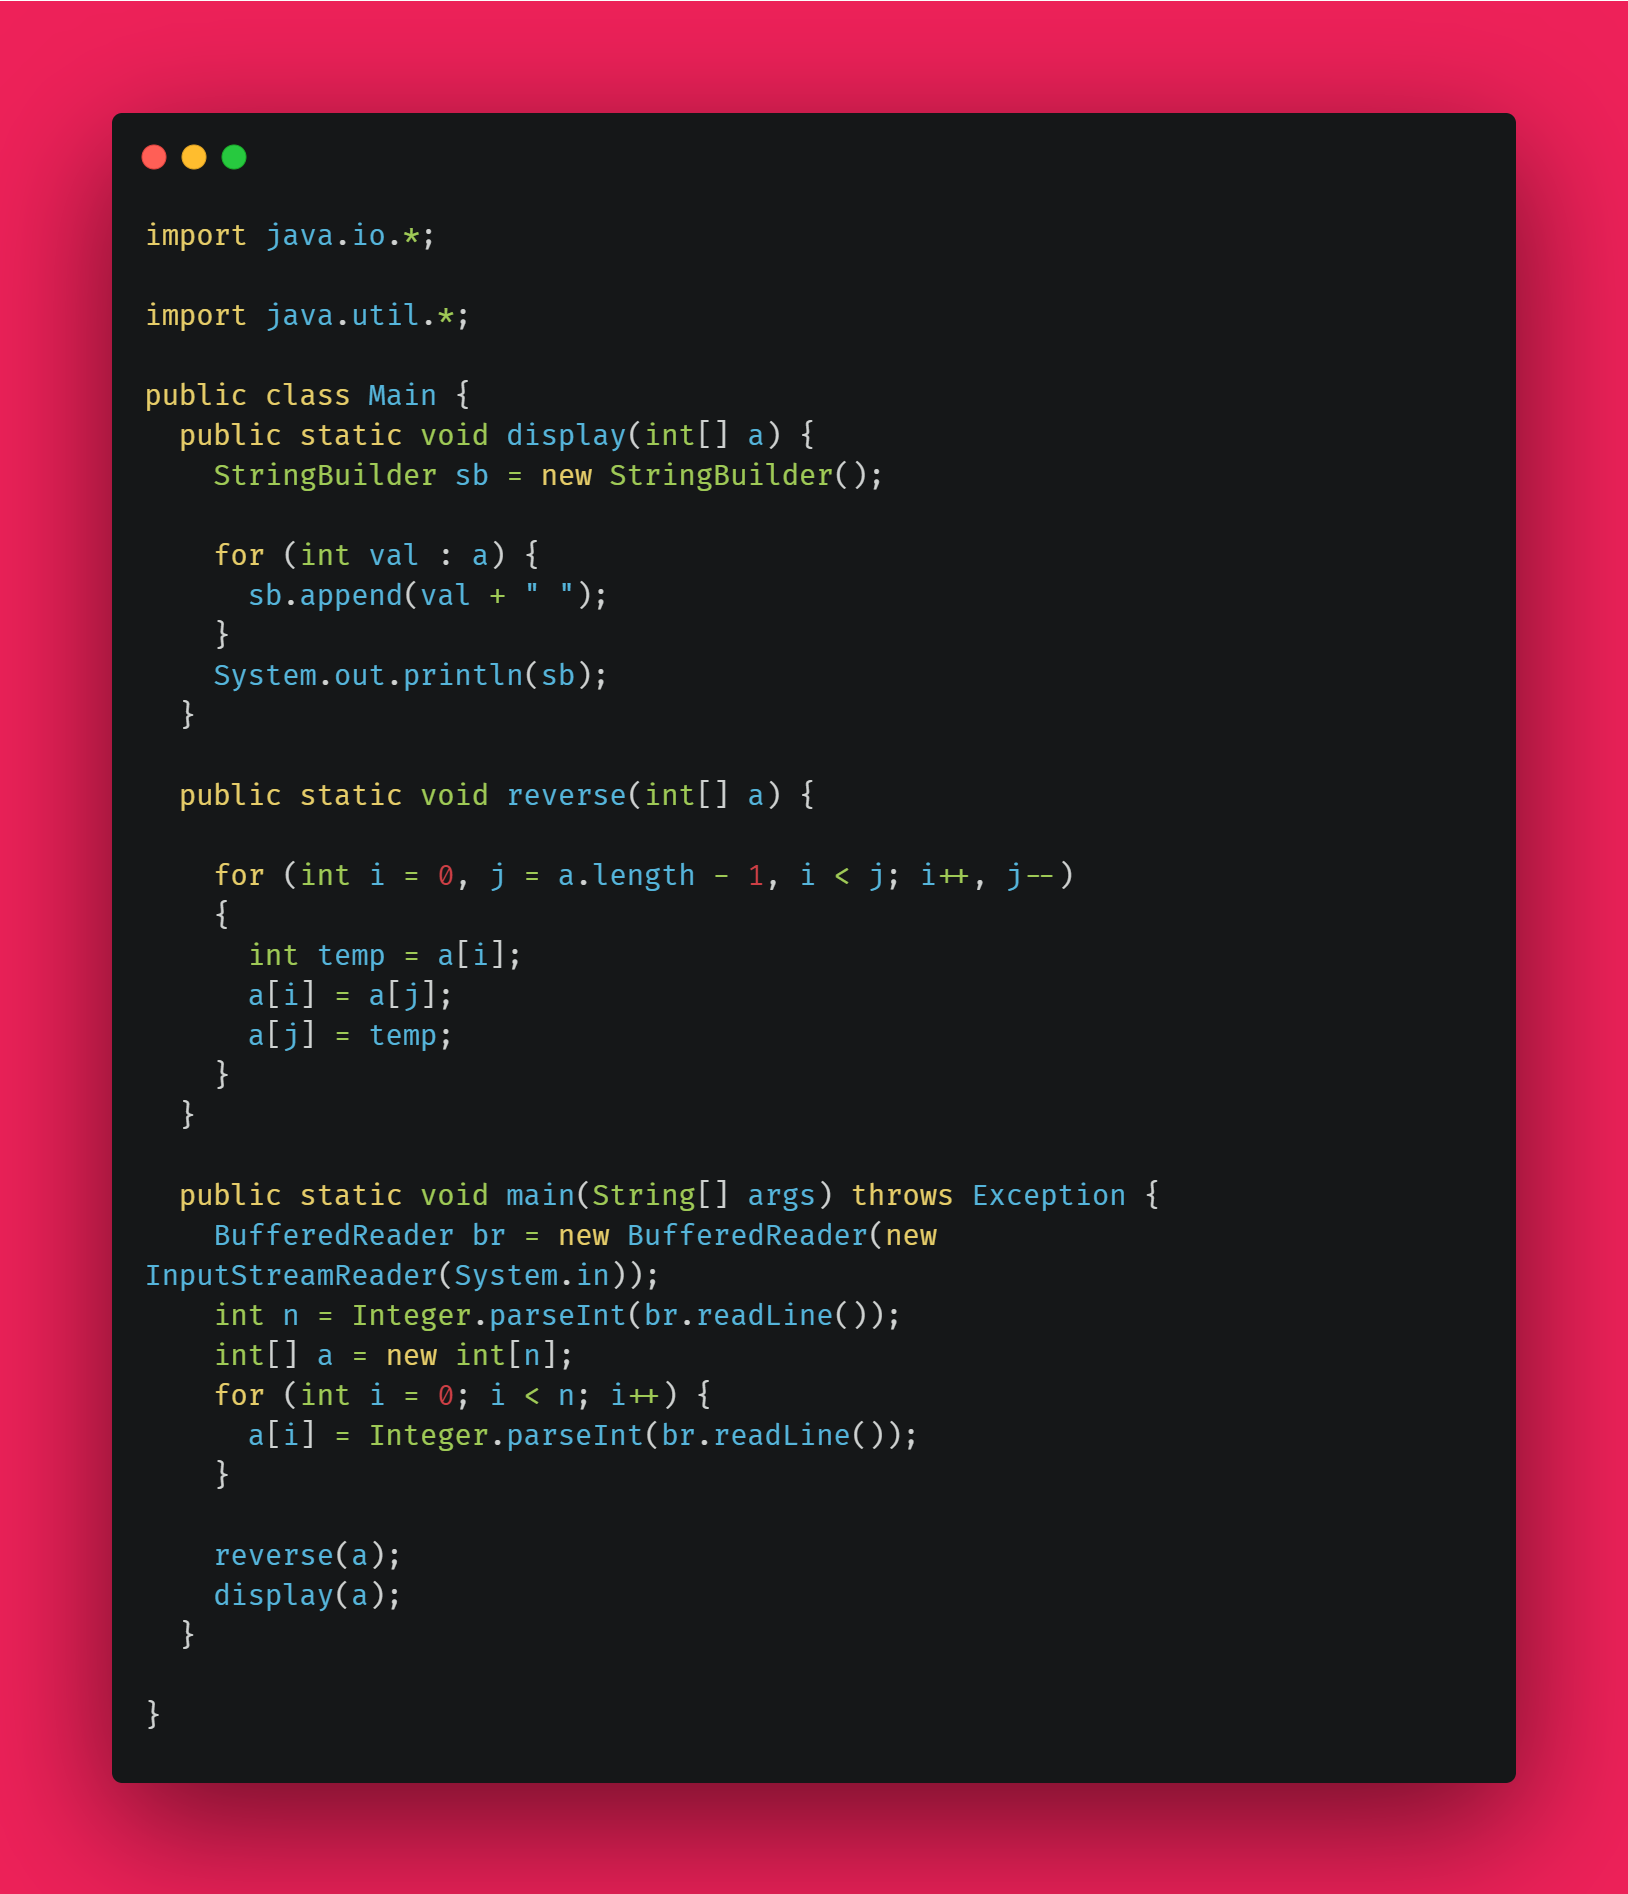 import java.io.*;

import java.util.*;

public class Main {
  public static void display(int[] a) {
    StringBuilder sb = new StringBuilder();

    for (int val : a) {
      sb.append(val + " ");
    }
    System.out.println(sb);
  }

  public static void reverse(int[] a) {

    for (int i = 0, j = a.length - 1, i < j; i++, j--)
    {
      int temp = a[i];
      a[i] = a[j];
      a[j] = temp;
    }
  }

  public static void main(String[] args) throws Exception {
    BufferedReader br = new BufferedReader(new
InputStreamReader(System.in));
    int n = Integer.parseInt(br.readLine());
    int[] a = new int[n];
    for (int i = 0; i < n; i++) {
      a[i] = Integer.parseInt(br.readLine());
    }

    reverse(a);
    display(a);
  }

}